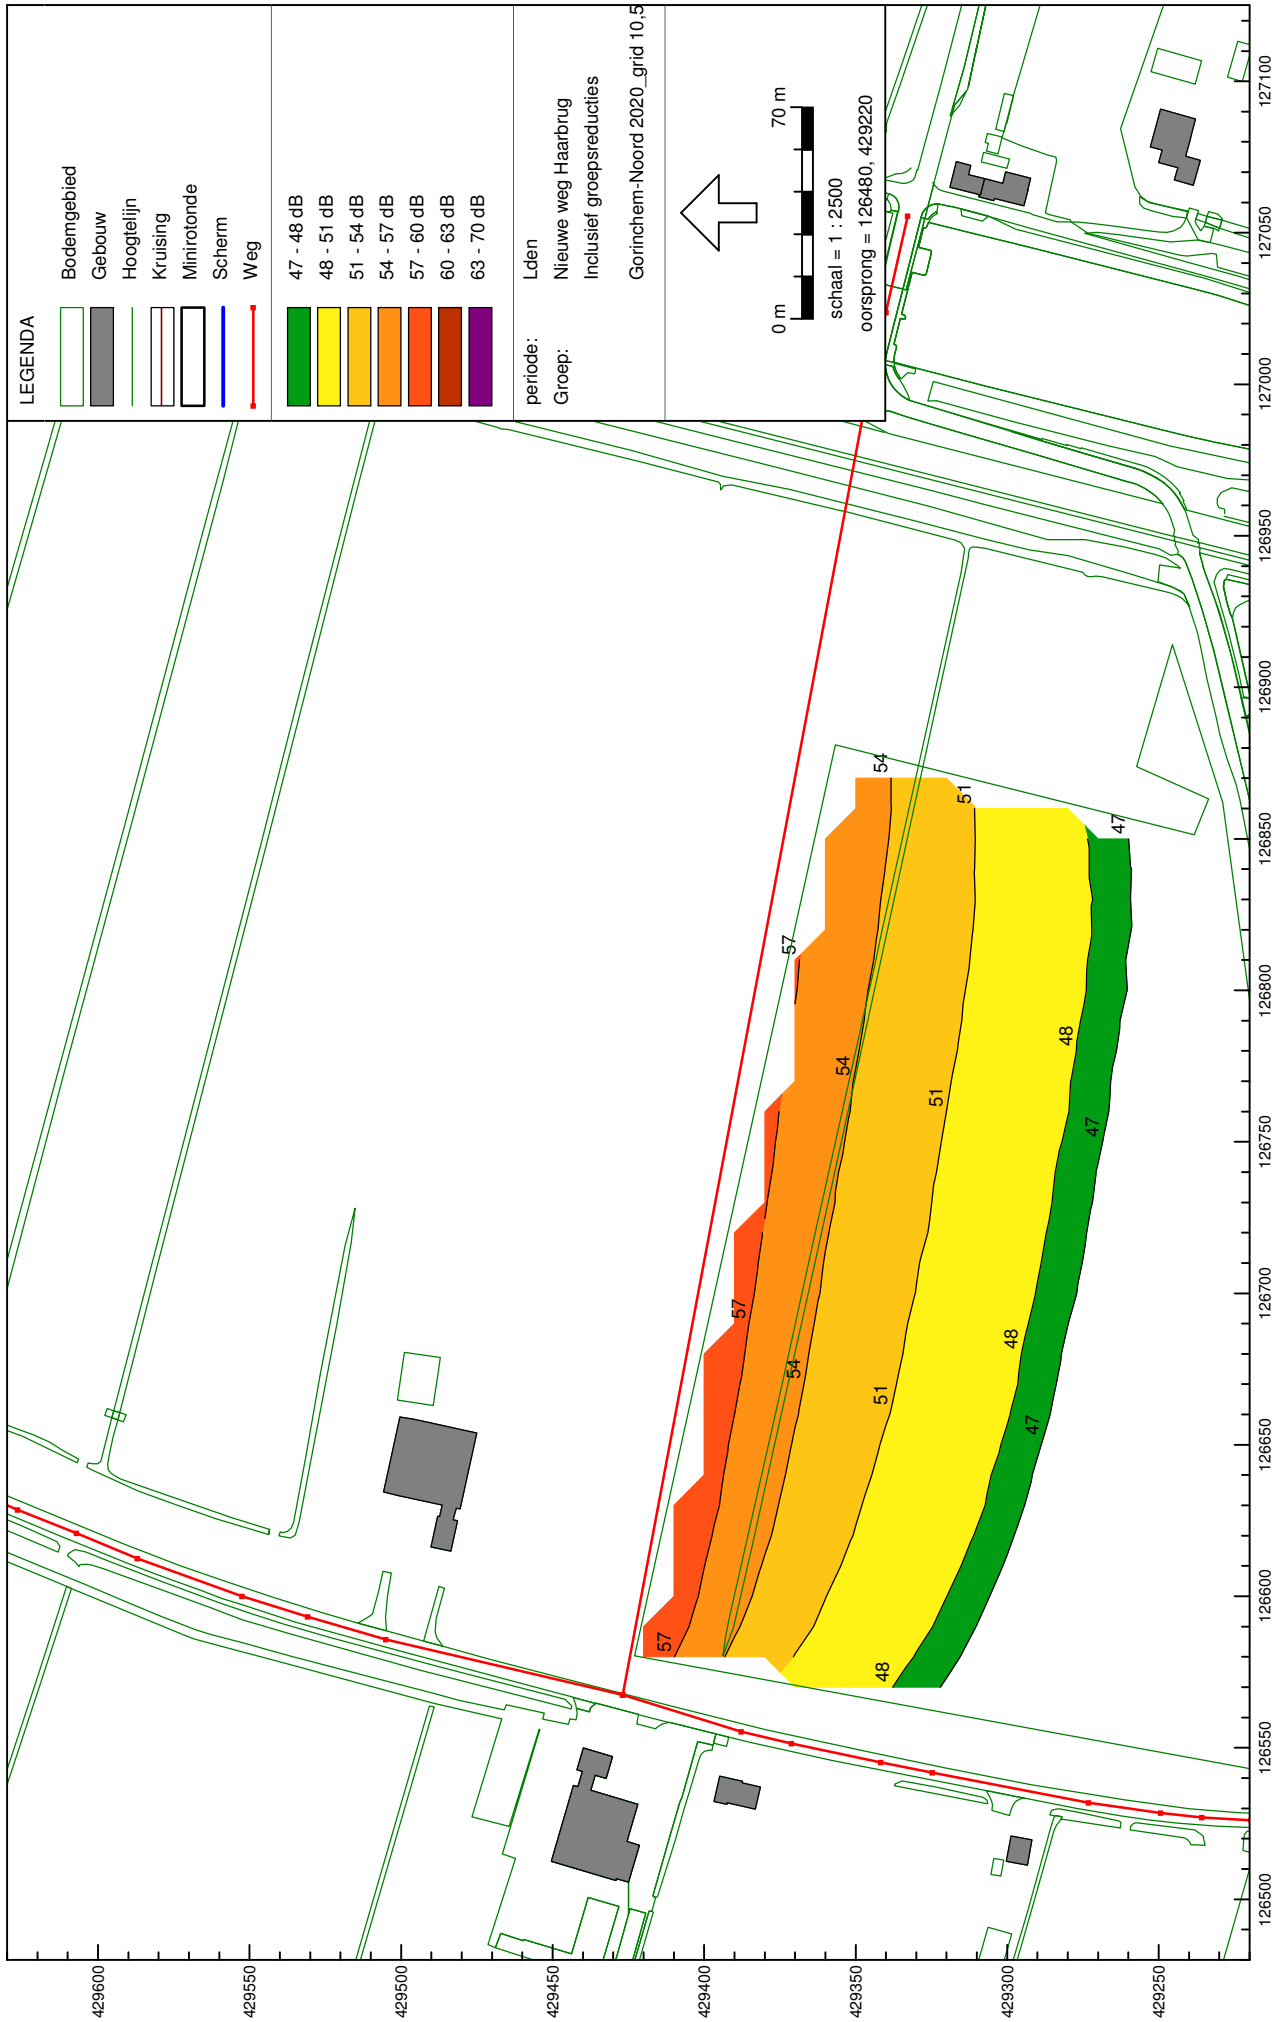 LEGENDA
Bodemgebied
Gebouw
Hoogtelijn
Kruising
Minirotonde
Scherm
Weg
47 - 48 dB
48 - 51 dB
51 - 54 dB
54 - 57 dB
57 - 60 dB
60 - 63 dB
63 - 70 dB
periode: Lden
Groep: Nieuwe weg Haarbrug
Inclusief groepsreducties
Gorinchem-Noord 2020_grid 10,5
0 m 70 m
schaal = 1 : 2500
oorsprong = 126480, 429220
57
57
57
54
54
54
51
51
51
48
48
48
47
47
47
429600
429550
429500
429450
429400
429350
429300
429250
126500
126550
126600
126650
126700
126750
126800
126850
126900
126950
127000
127050
127100